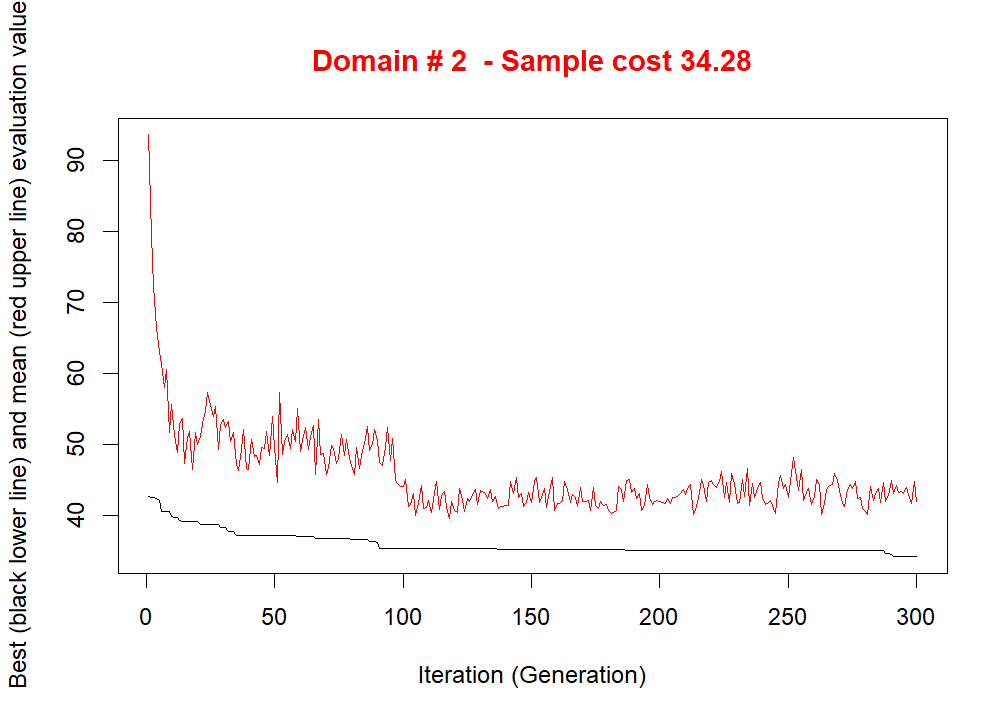 Domain # 2  - Sample cost 34.28
Best (black lower line) and mean (red upper line) evaluation value
90
80
70
60
50
40
0 50 100 150 200 250 300
Iteration (Generation)